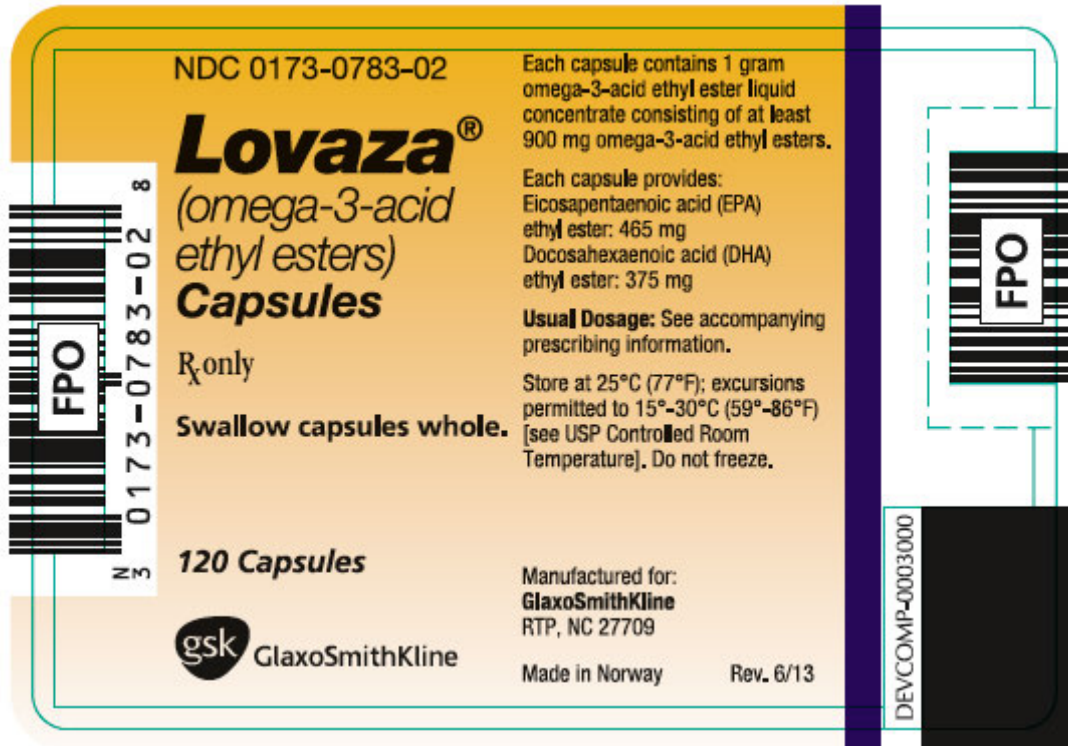 NDC 0173-0783-02
Lovaza®
(omega-3-acid
ethyl esters)
Capsules
Rx only
Swallow capsules whole.
120 Capsules
gsk GlaxoSmithKline
Each capsule contains 1 gram
omega-3-acid ethyl ester liquid
concentrate consisting of at least
900 mg omega-3-acid ethyl esters.
Each capsule provides:
Eicosapentaenoic acid (EPA)
ethyl ester: 465 mg
Docosahexaenoic acid (DHA)
ethyl ester: 375 mg
Usual Dosage: See accompanying
prescribing information.
Store at 25°C (77°F); excursions
permitted to 15°-30°C (59°-86°F)
[see USP Controlled Room
Temperature]. Do not freeze.
Manufactured for:
GlaxoSmithKline
RTP, NC 27709
Made in Norway Rev. 6/13
FPO
N3 0173-0783-02 8
FPO
DEVCOMP-0003000